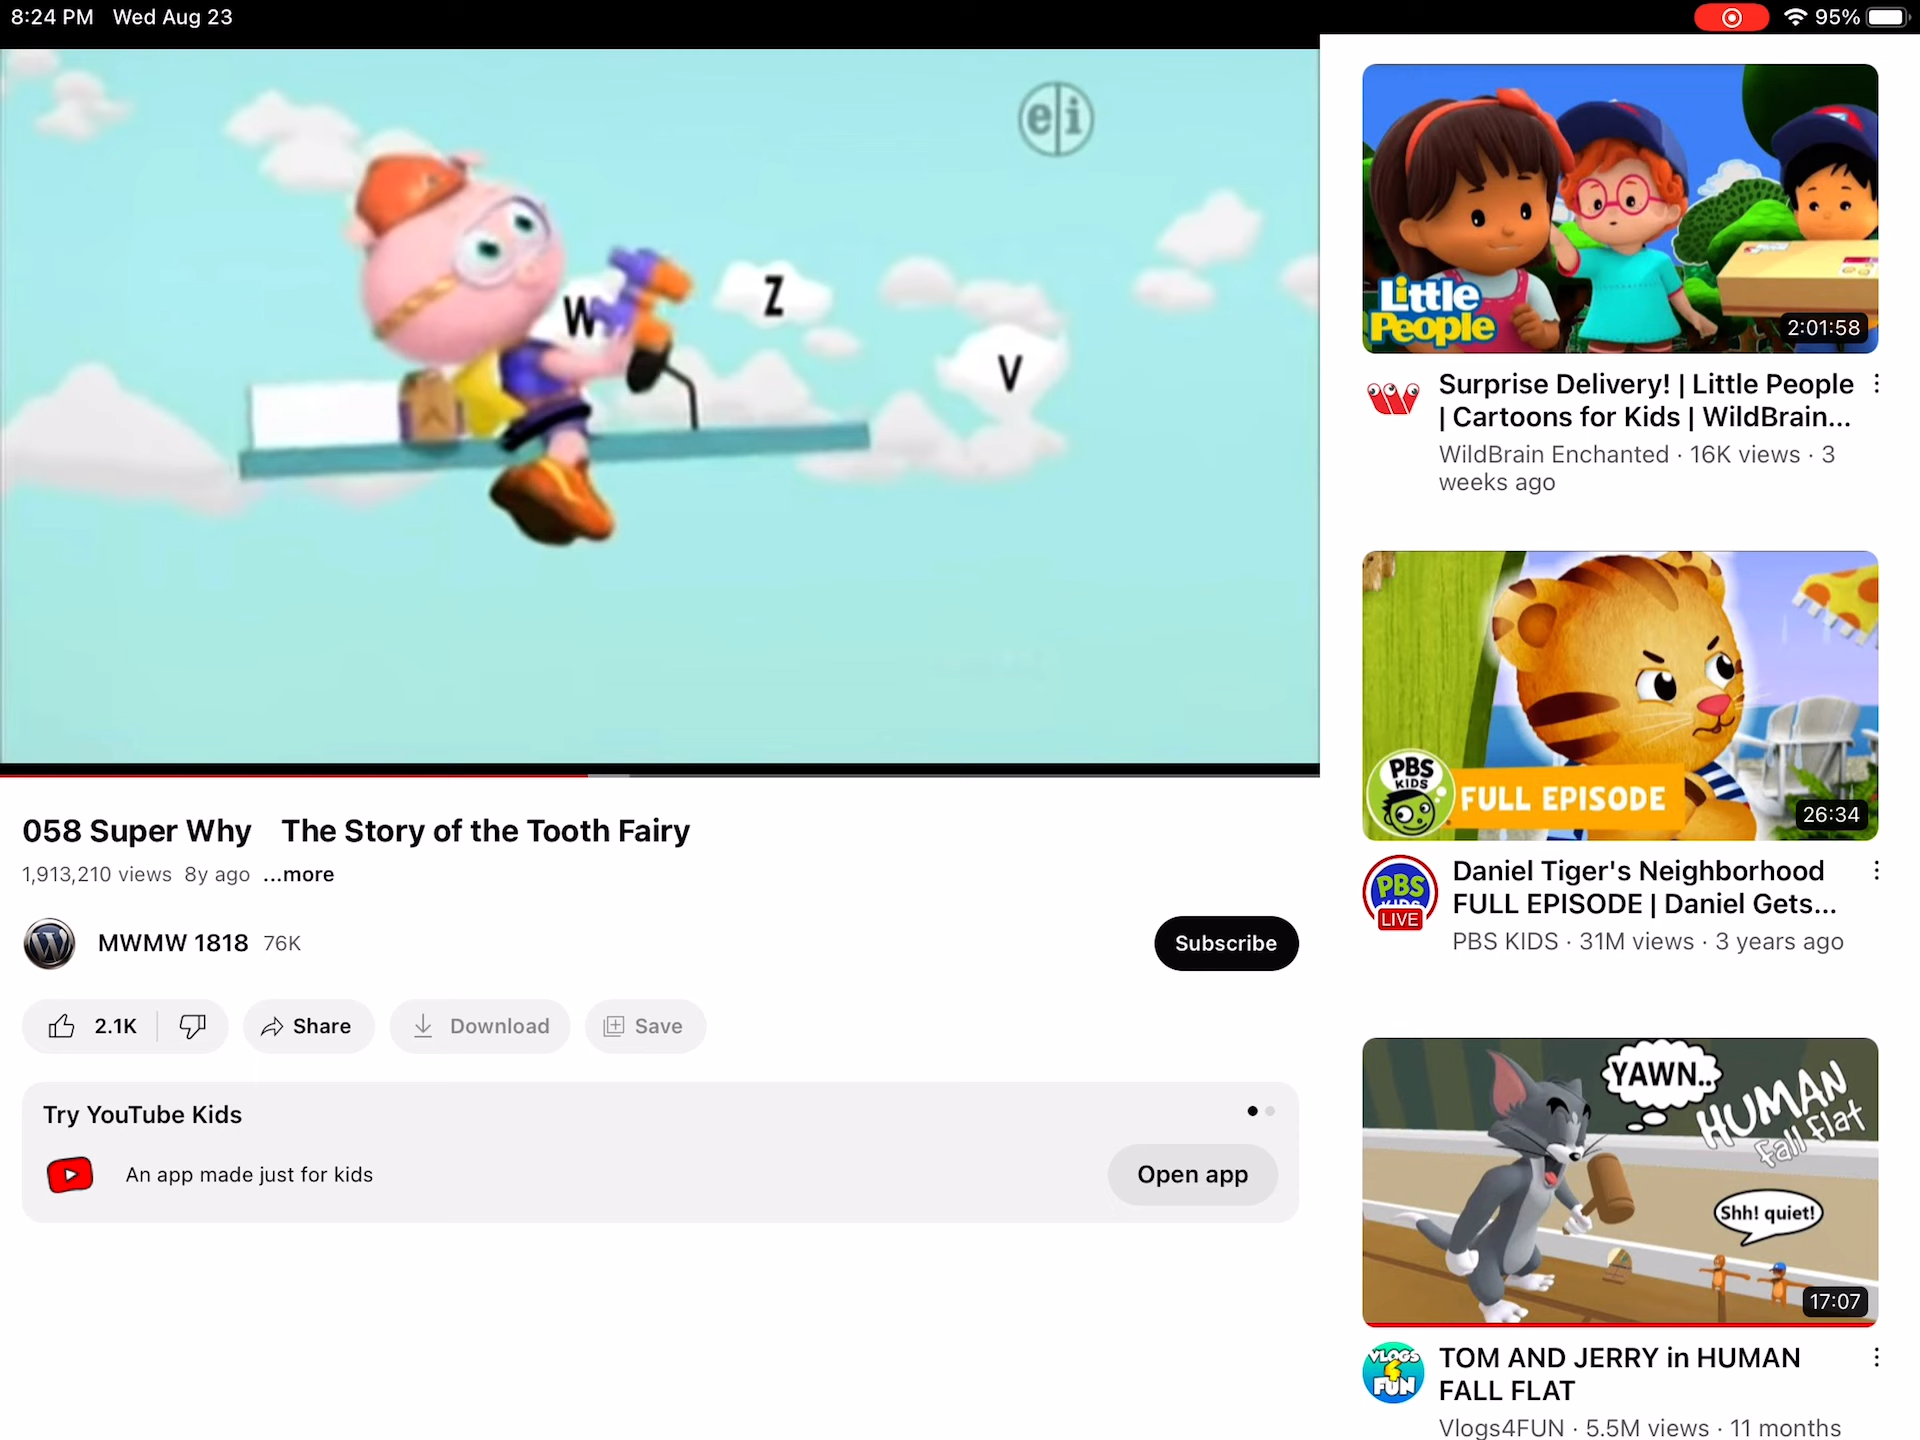 8:24 PM Wed Aug 23
95%
e i
W
Z
V
058 Super Why The Story of the Tooth Fairy
1,913,210 views 8y ago ...more
MWMW 1818 76K
Subscribe
2.1K
Share
Download
Save
Try YouTube Kids
An app made just for kids
Open app
Little
People
2:01:58
Surprise Delivery! | Little People
| Cartoons for Kids | WildBrain...
WildBrain Enchanted · 16K views · 3
weeks ago
PBS
KIDS
FULL EPISODE
26:34
PBS
KIDS
LIVE
Daniel Tiger's Neighborhood
FULL EPISODE | Daniel Gets...
PBS KIDS · 31M views · 3 years ago
YAWN..
HUMAN
fall flat
Shh! quiet!
17:07
VLOGS
4
FUN
TOM AND JERRY in HUMAN
FALL FLAT
Vlogs4FUN · 5.5M views · 11 months